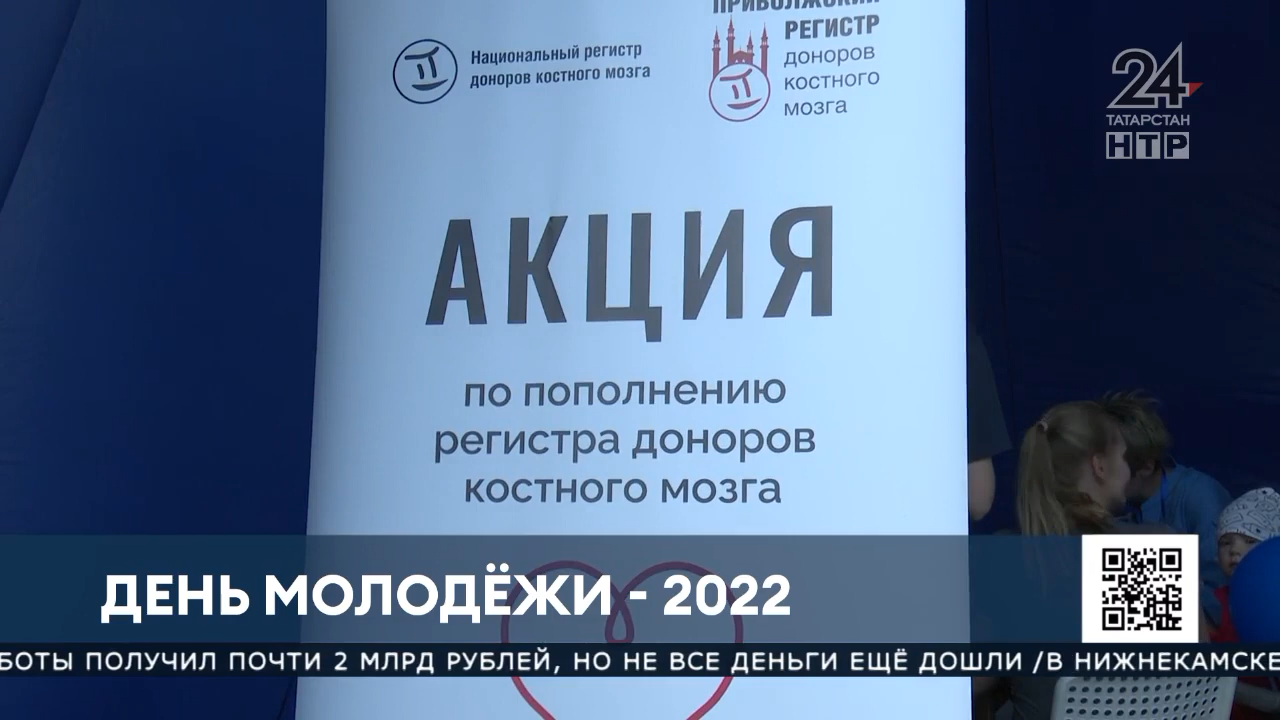 Национальный регистр
доноров костного мозга
ПРИВОЛЖСКИЙ
РЕГИСТР
доноров
костного
мозга
24
ТАТАРСТАН
НТР
АКЦИЯ
по пополнению
регистра доноров
костного мозга
ДЕНЬ МОЛОДЁЖИ - 2022
БОТЫ ПОЛУЧИЛ ПОЧТИ 2 МЛРД РУБЛЕЙ, НО НЕ ВСЕ ДЕНЬГИ ЕЩЁ ДОШЛИ /В НИЖНЕКАМСКЕ